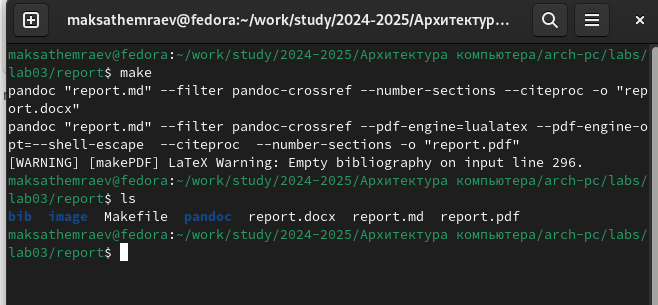 maksathemraev@fedora:~/work/study/2024-2025/Архитектур...
maksathemraev@fedora:~/work/study/2024-2025/Архитектура компьютера/arch-pc/labs/
lab03/report$ make
pandoc "report.md" --filter pandoc-crossref --number-sections --citeproc -o "rep
ort.docx"
pandoc "report.md" --filter pandoc-crossref --pdf-engine=lualatex --pdf-engine-o
pt=--shell-escape  --citeproc  --number-sections -o "report.pdf"
[WARNING] [makePDF] LaTeX Warning: Empty bibliography on input line 296.
maksathemraev@fedora:~/work/study/2024-2025/Архитектура компьютера/arch-pc/labs/
lab03/report$ ls
bib  image  Makefile  pandoc  report.docx  report.md  report.pdf
maksathemraev@fedora:~/work/study/2024-2025/Архитектура компьютера/arch-pc/labs/
lab03/report$